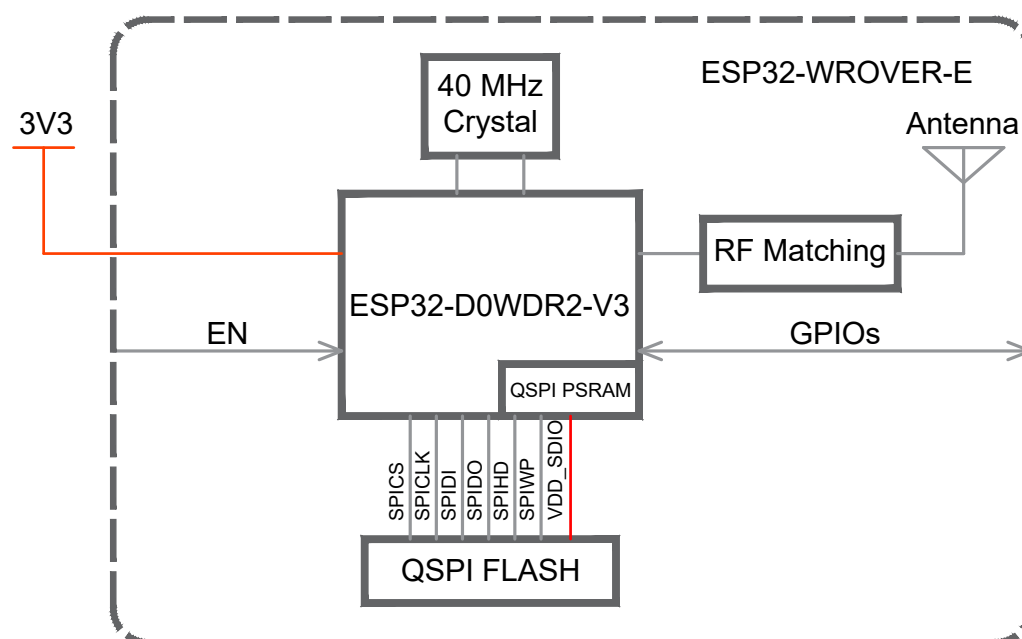 ESP32-WROVER-E
40 MHz
Crystal
3V3
Antenna
RF Matching
ESP32-D0WDR2-V3
EN
GPIOs
QSPI PSRAM
SPICS
SPICLK
SPIDI
SPIDO
SPIHD
SPIWP
VDD_SDIO
QSPI FLASH